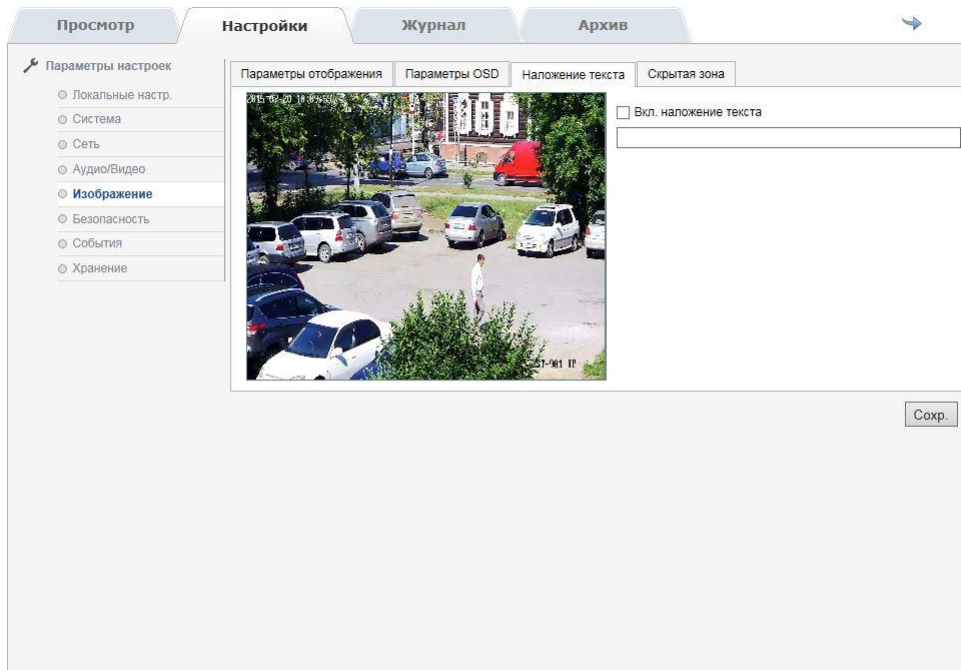 Просмотр
Настройки
Журнал
Архив
Параметры настроек
Локальные настр.
Система
Сеть
Аудио/Видео
Изображение
Безопасность
События
Хранение
Параметры отображения
Параметры OSD
Наложение текста
Скрытая зона
Вкл. наложение текста
Сохр.